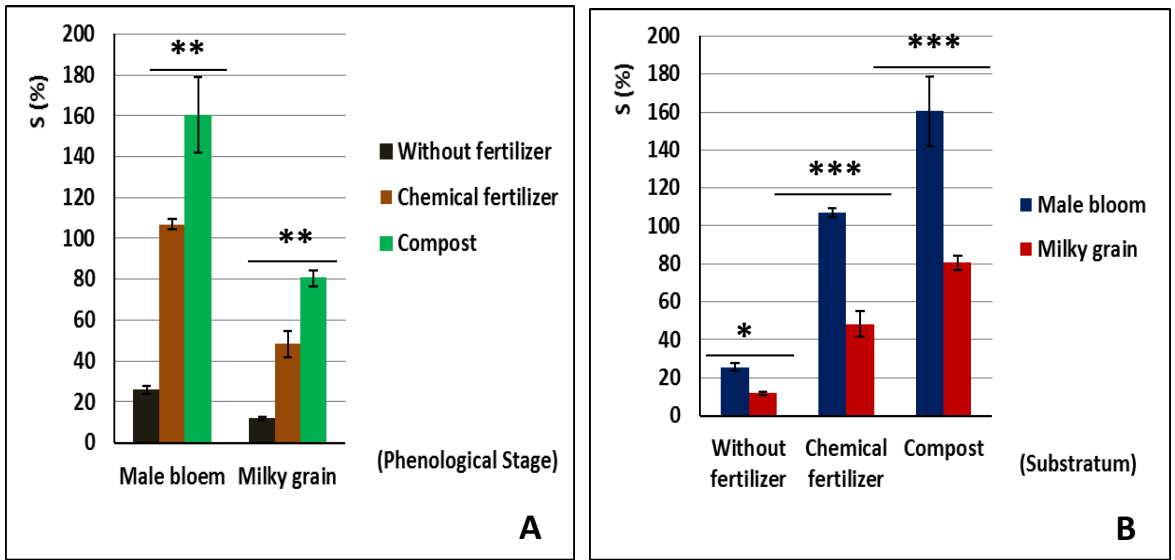 S (%)
200
180
160
140
120
100
80
60
40
20
0
**
**
Male bloem
Milky grain
(Phenological Stage)
Without fertilizer
Chemical fertilizer
Compost
A
S (%)
200
180
160
140
120
100
80
60
40
20
0
*
***
***
Without
fertilizer
Chemical
fertilizer
Compost
(Substratum)
Male bloom
Milky grain
B